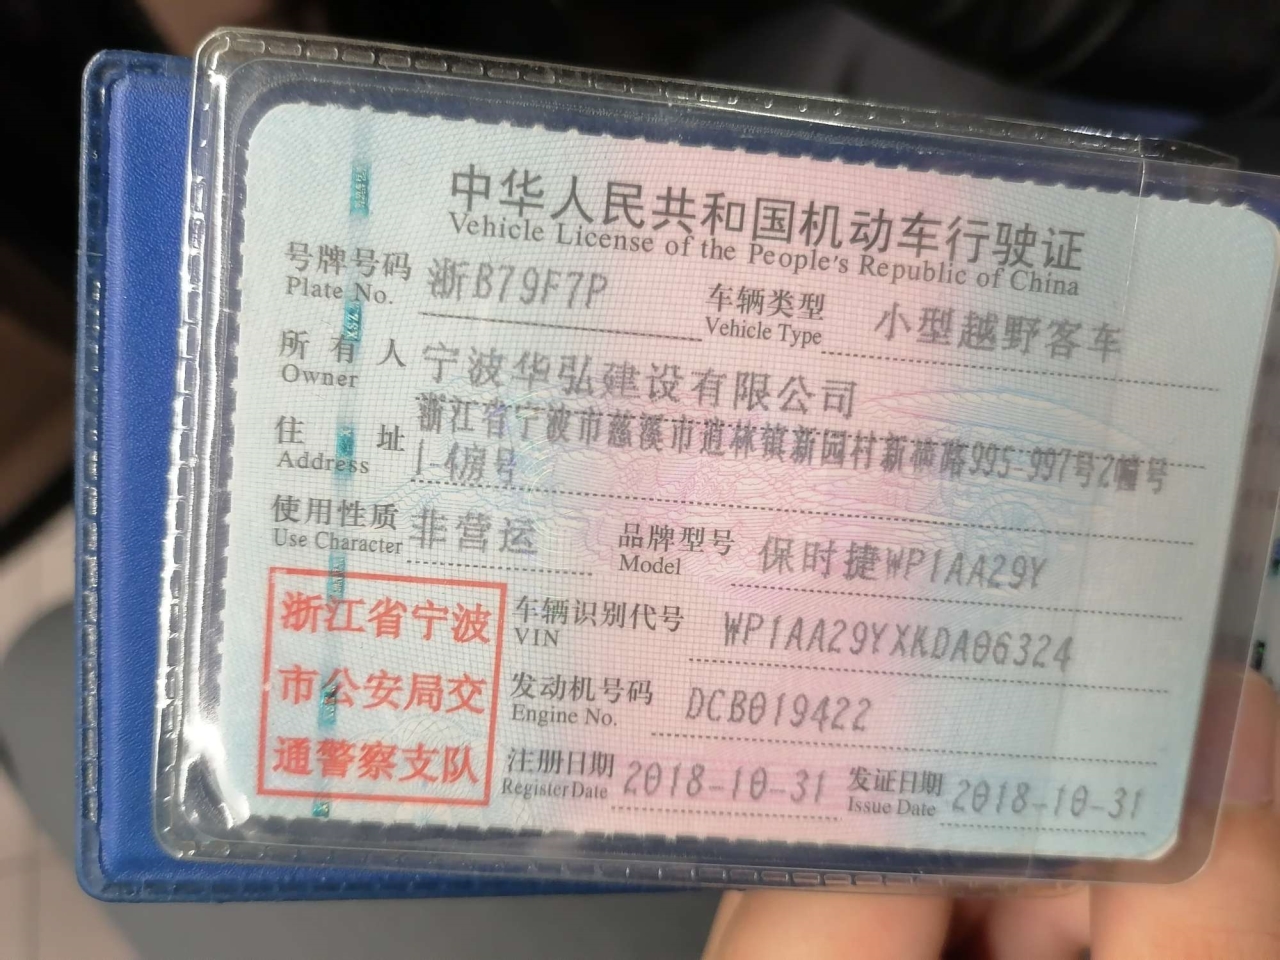 中华人民共和国机动车行驶证
Vehicle License of the People's Republic of China
号牌号码 浙B79F7P 车辆类型 小型越野客车
Plate No. Vehicle Type
所有人 宁波华弘建设有限公司
Owner
住址 浙江省宁波市慈溪市逍林镇新园村新横路995-997号2幢号
Address 1-4房号
使用性质 非营运 品牌型号 保时捷WP1AA29Y
Use Character Model
车辆识别代号 WP1AA29YXKDA06324
VIN
发动机号码 DCB019422
Engine No.
注册日期 2018-10-31 发证日期 2018-10-31
Register Date Issue Date
浙江省宁波
市公安局交
通警察支队